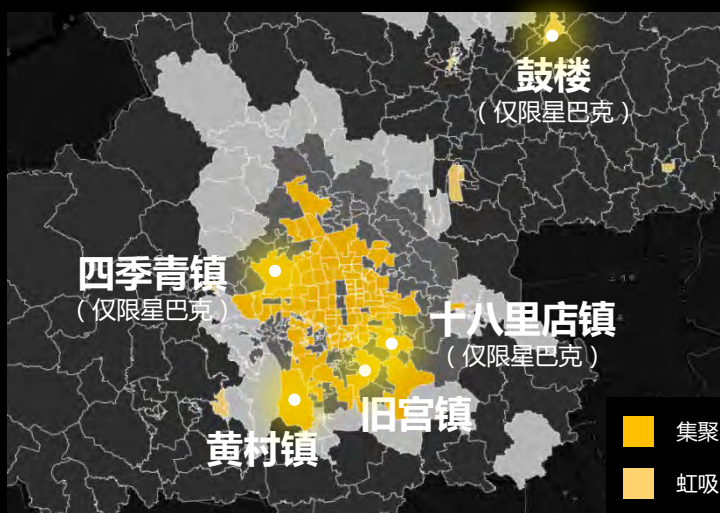 鼓楼
（仅限星巴克）
四季青镇
（仅限星巴克）
十八里店镇
（仅限星巴克）
旧宫镇
黄村镇
集聚
虹吸